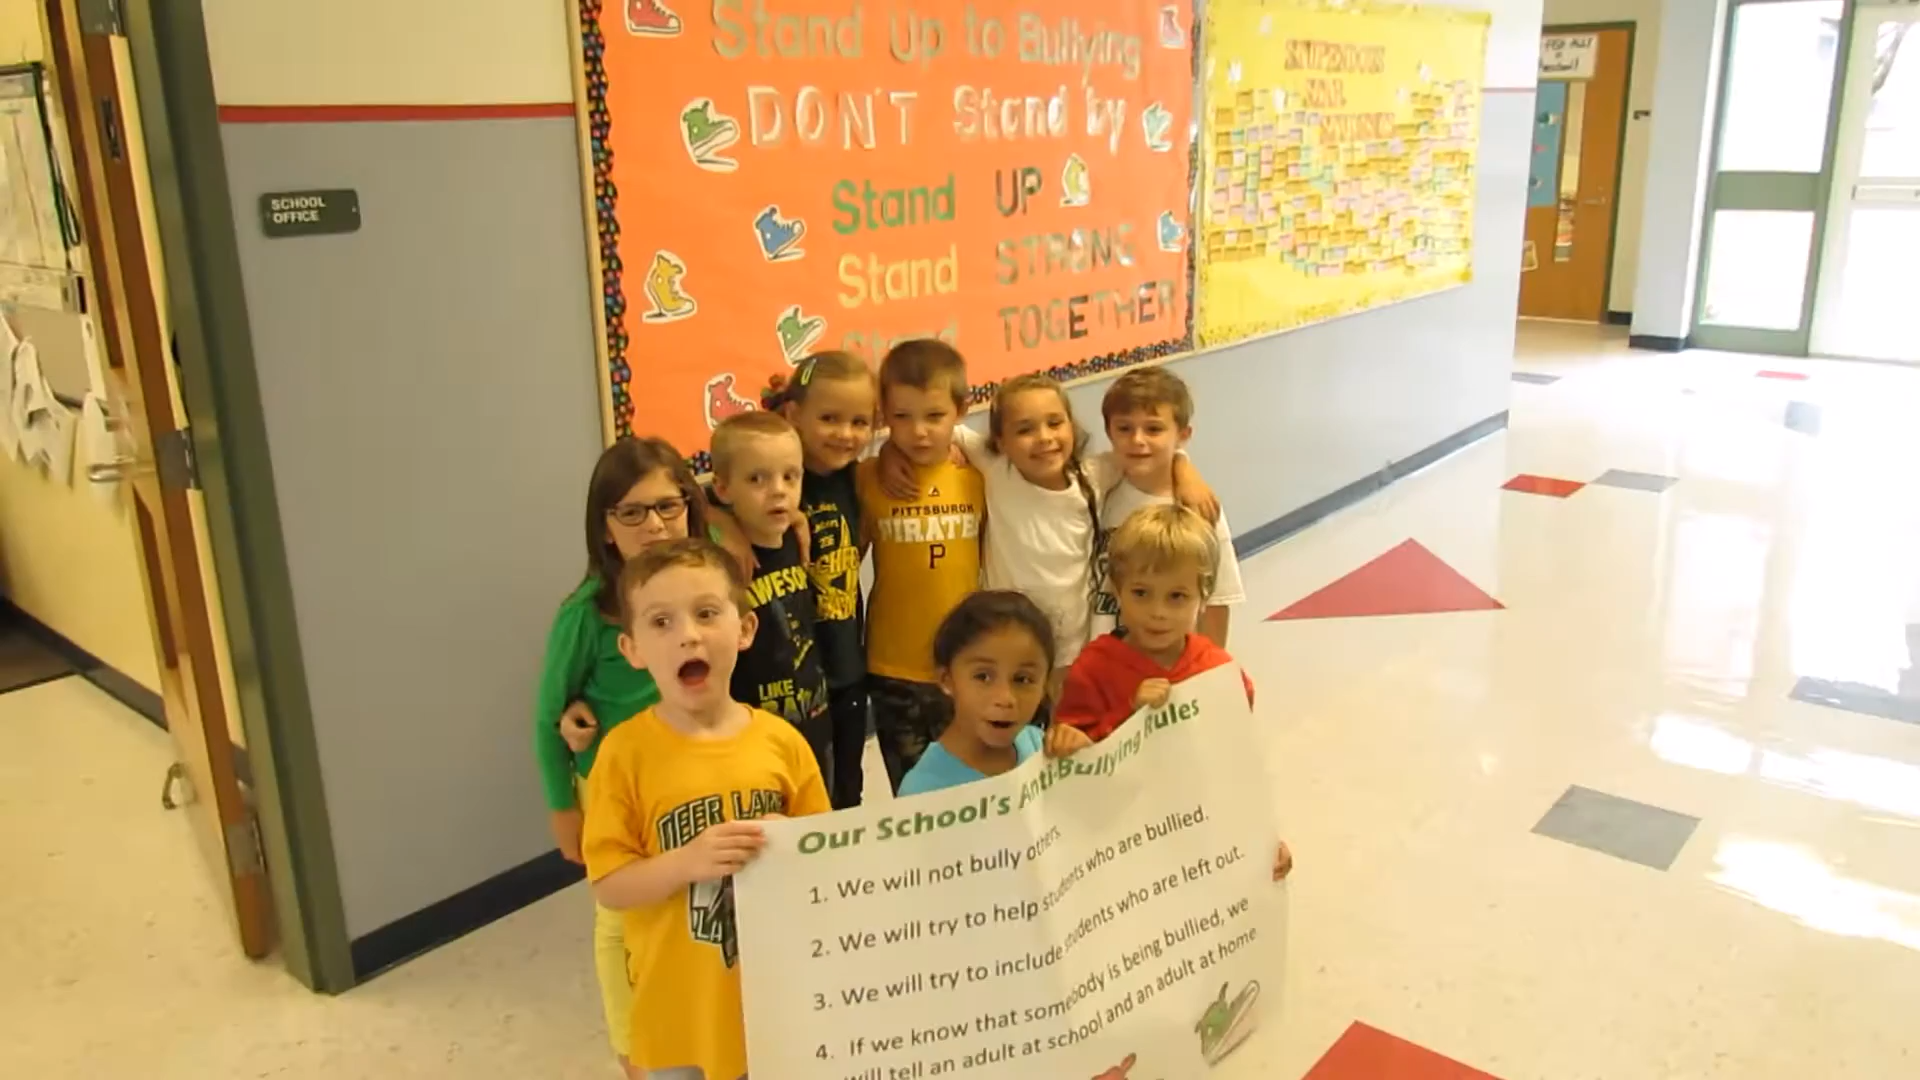 Stand Up to Bullying
DON'T Stand by
Stand UP
Stand STRONG
Stand TOGETHER
STUPENDOUS
SCHOOL
OFFICE
PITTSBURGH
PIRATES
P
AWESOME
LIKE
DEER LAKE
Our School's Anti-Bullying Rules
1. We will not bully others.
2. We will try to help students who are bullied.
3. We will try to include students who are left out.
4. If we know that somebody is being bullied, we
will tell an adult at school and an adult at home